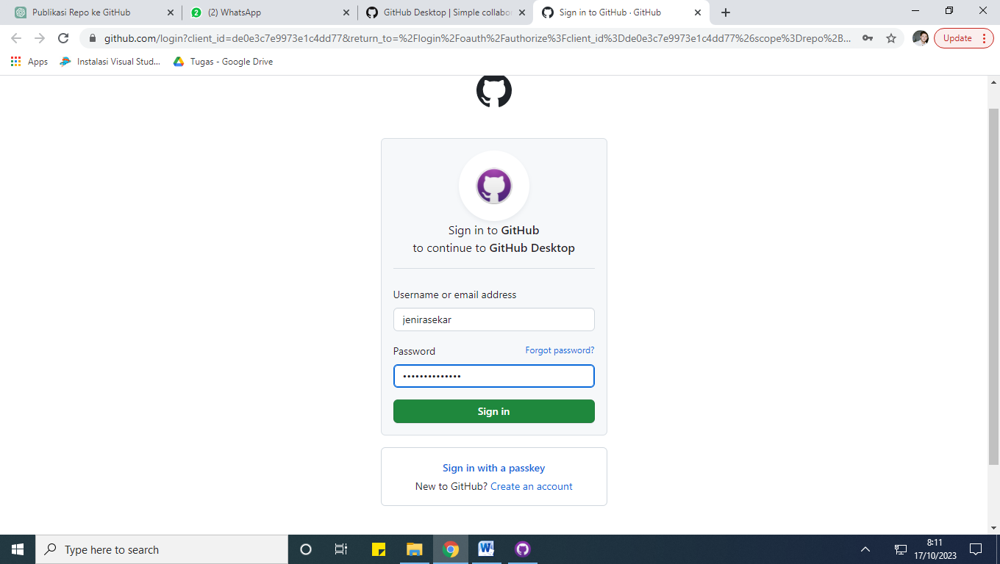 Publikasi Repo ke GitHub
(2) WhatsApp
GitHub Desktop | Simple collabo
Sign in to GitHub · GitHub
github.com/login?client_id=de0e3c7e9973e1c4dd77&return_to=%2Flogin%2Foauth%2Fauthorize%3Fclient_id%3Dde0e3c7e9973e1c4dd77%26scope%3Drepo%2B...
Update
Apps
Instalasi Visual Stud...
Tugas - Google Drive
Sign in to GitHub
to continue to GitHub Desktop
Username or email address
jenirasekar
Password
Forgot password?
••••••••••••••
Sign in
Sign in with a passkey
New to GitHub? Create an account
Type here to search
8:11
17/10/2023